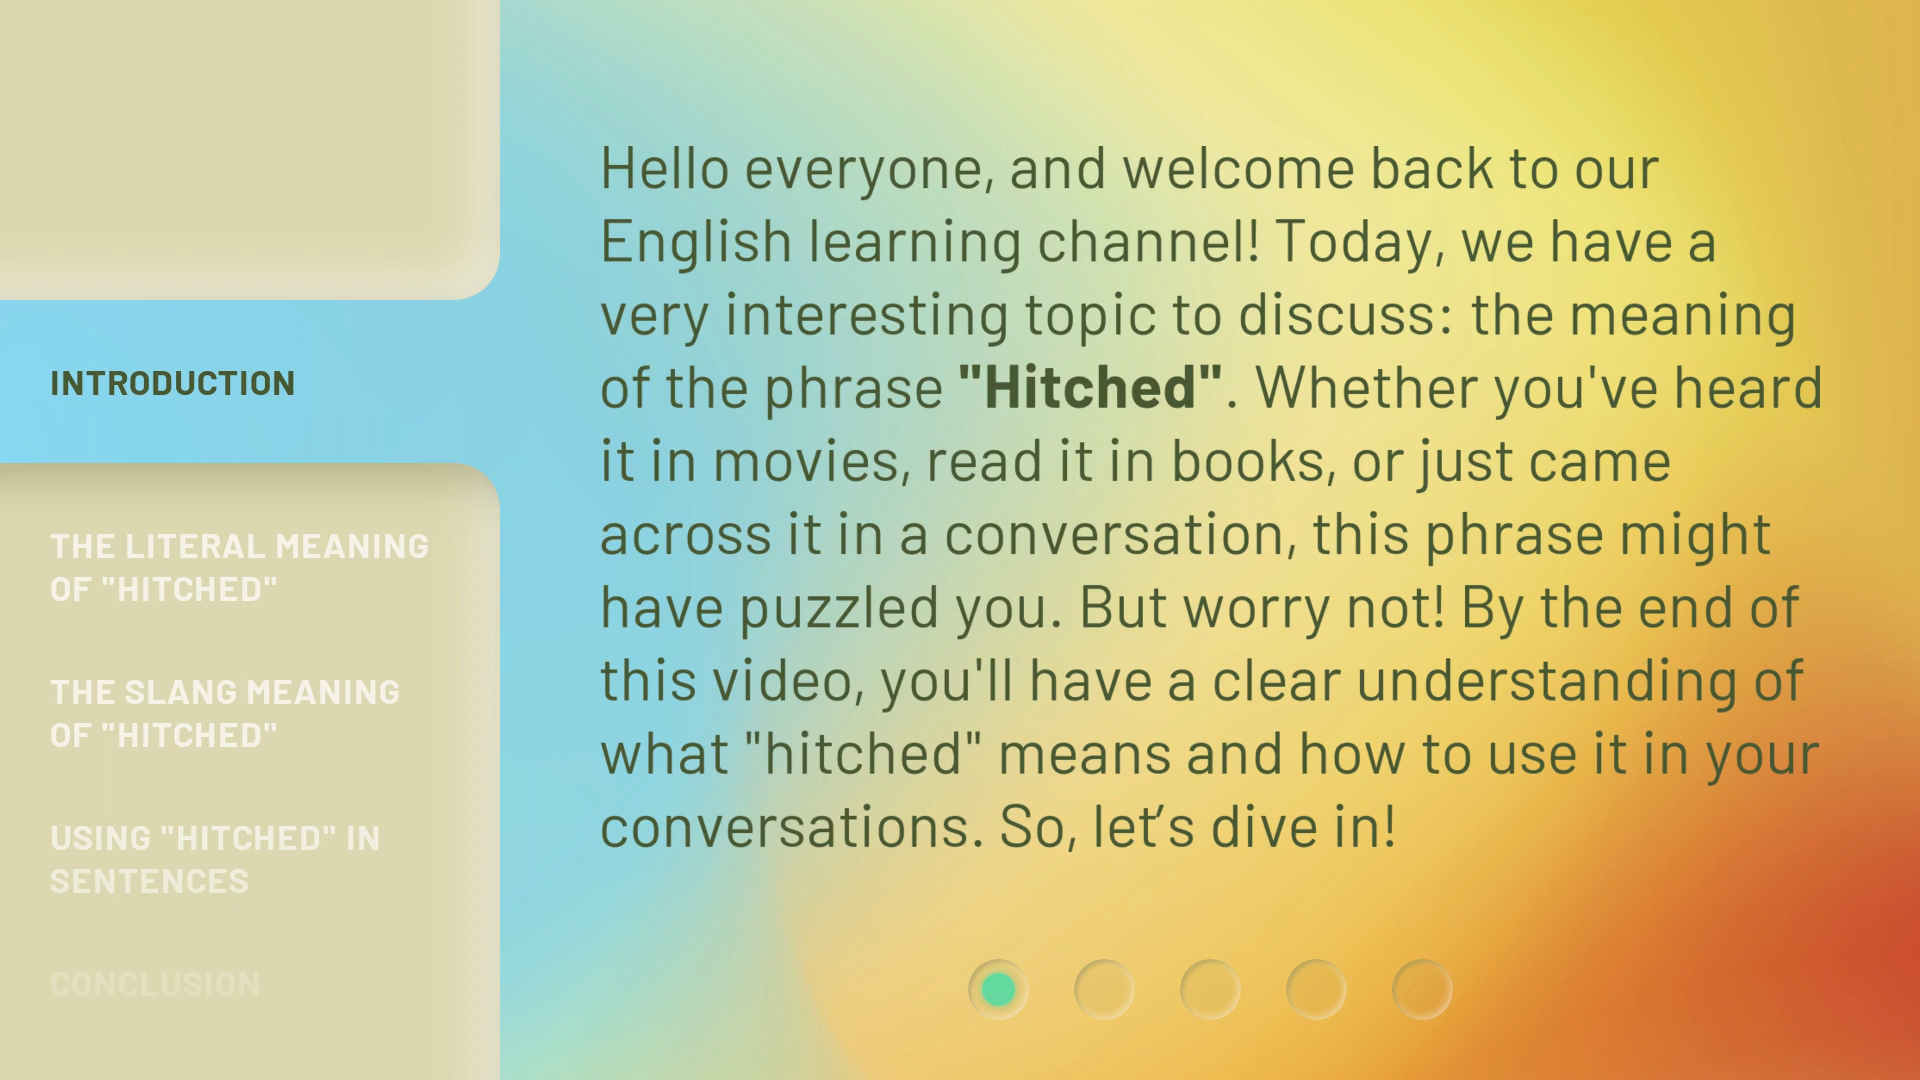 INTRODUCTION
THE LITERAL MEANING
OF "HITCHED"
THE SLANG MEANING
OF "HITCHED"
USING "HITCHED" IN
SENTENCES
CONCLUSION
Hello everyone, and welcome back to our
English learning channel! Today, we have a
very interesting topic to discuss: the meaning
of the phrase "Hitched". Whether you've heard
it in movies, read it in books, or just came
across it in a conversation, this phrase might
have puzzled you. But worry not! By the end of
this video, you'll have a clear understanding of
what "hitched" means and how to use it in your
conversations. So, let’s dive in!